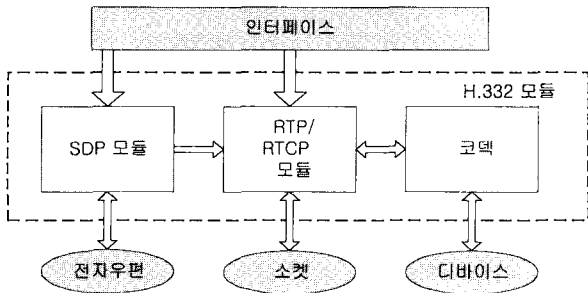 인터페이스
H.332 모듈
SDP 모듈
RTP/
RTCP
모듈
코덱
전자우편
소켓
디바이스